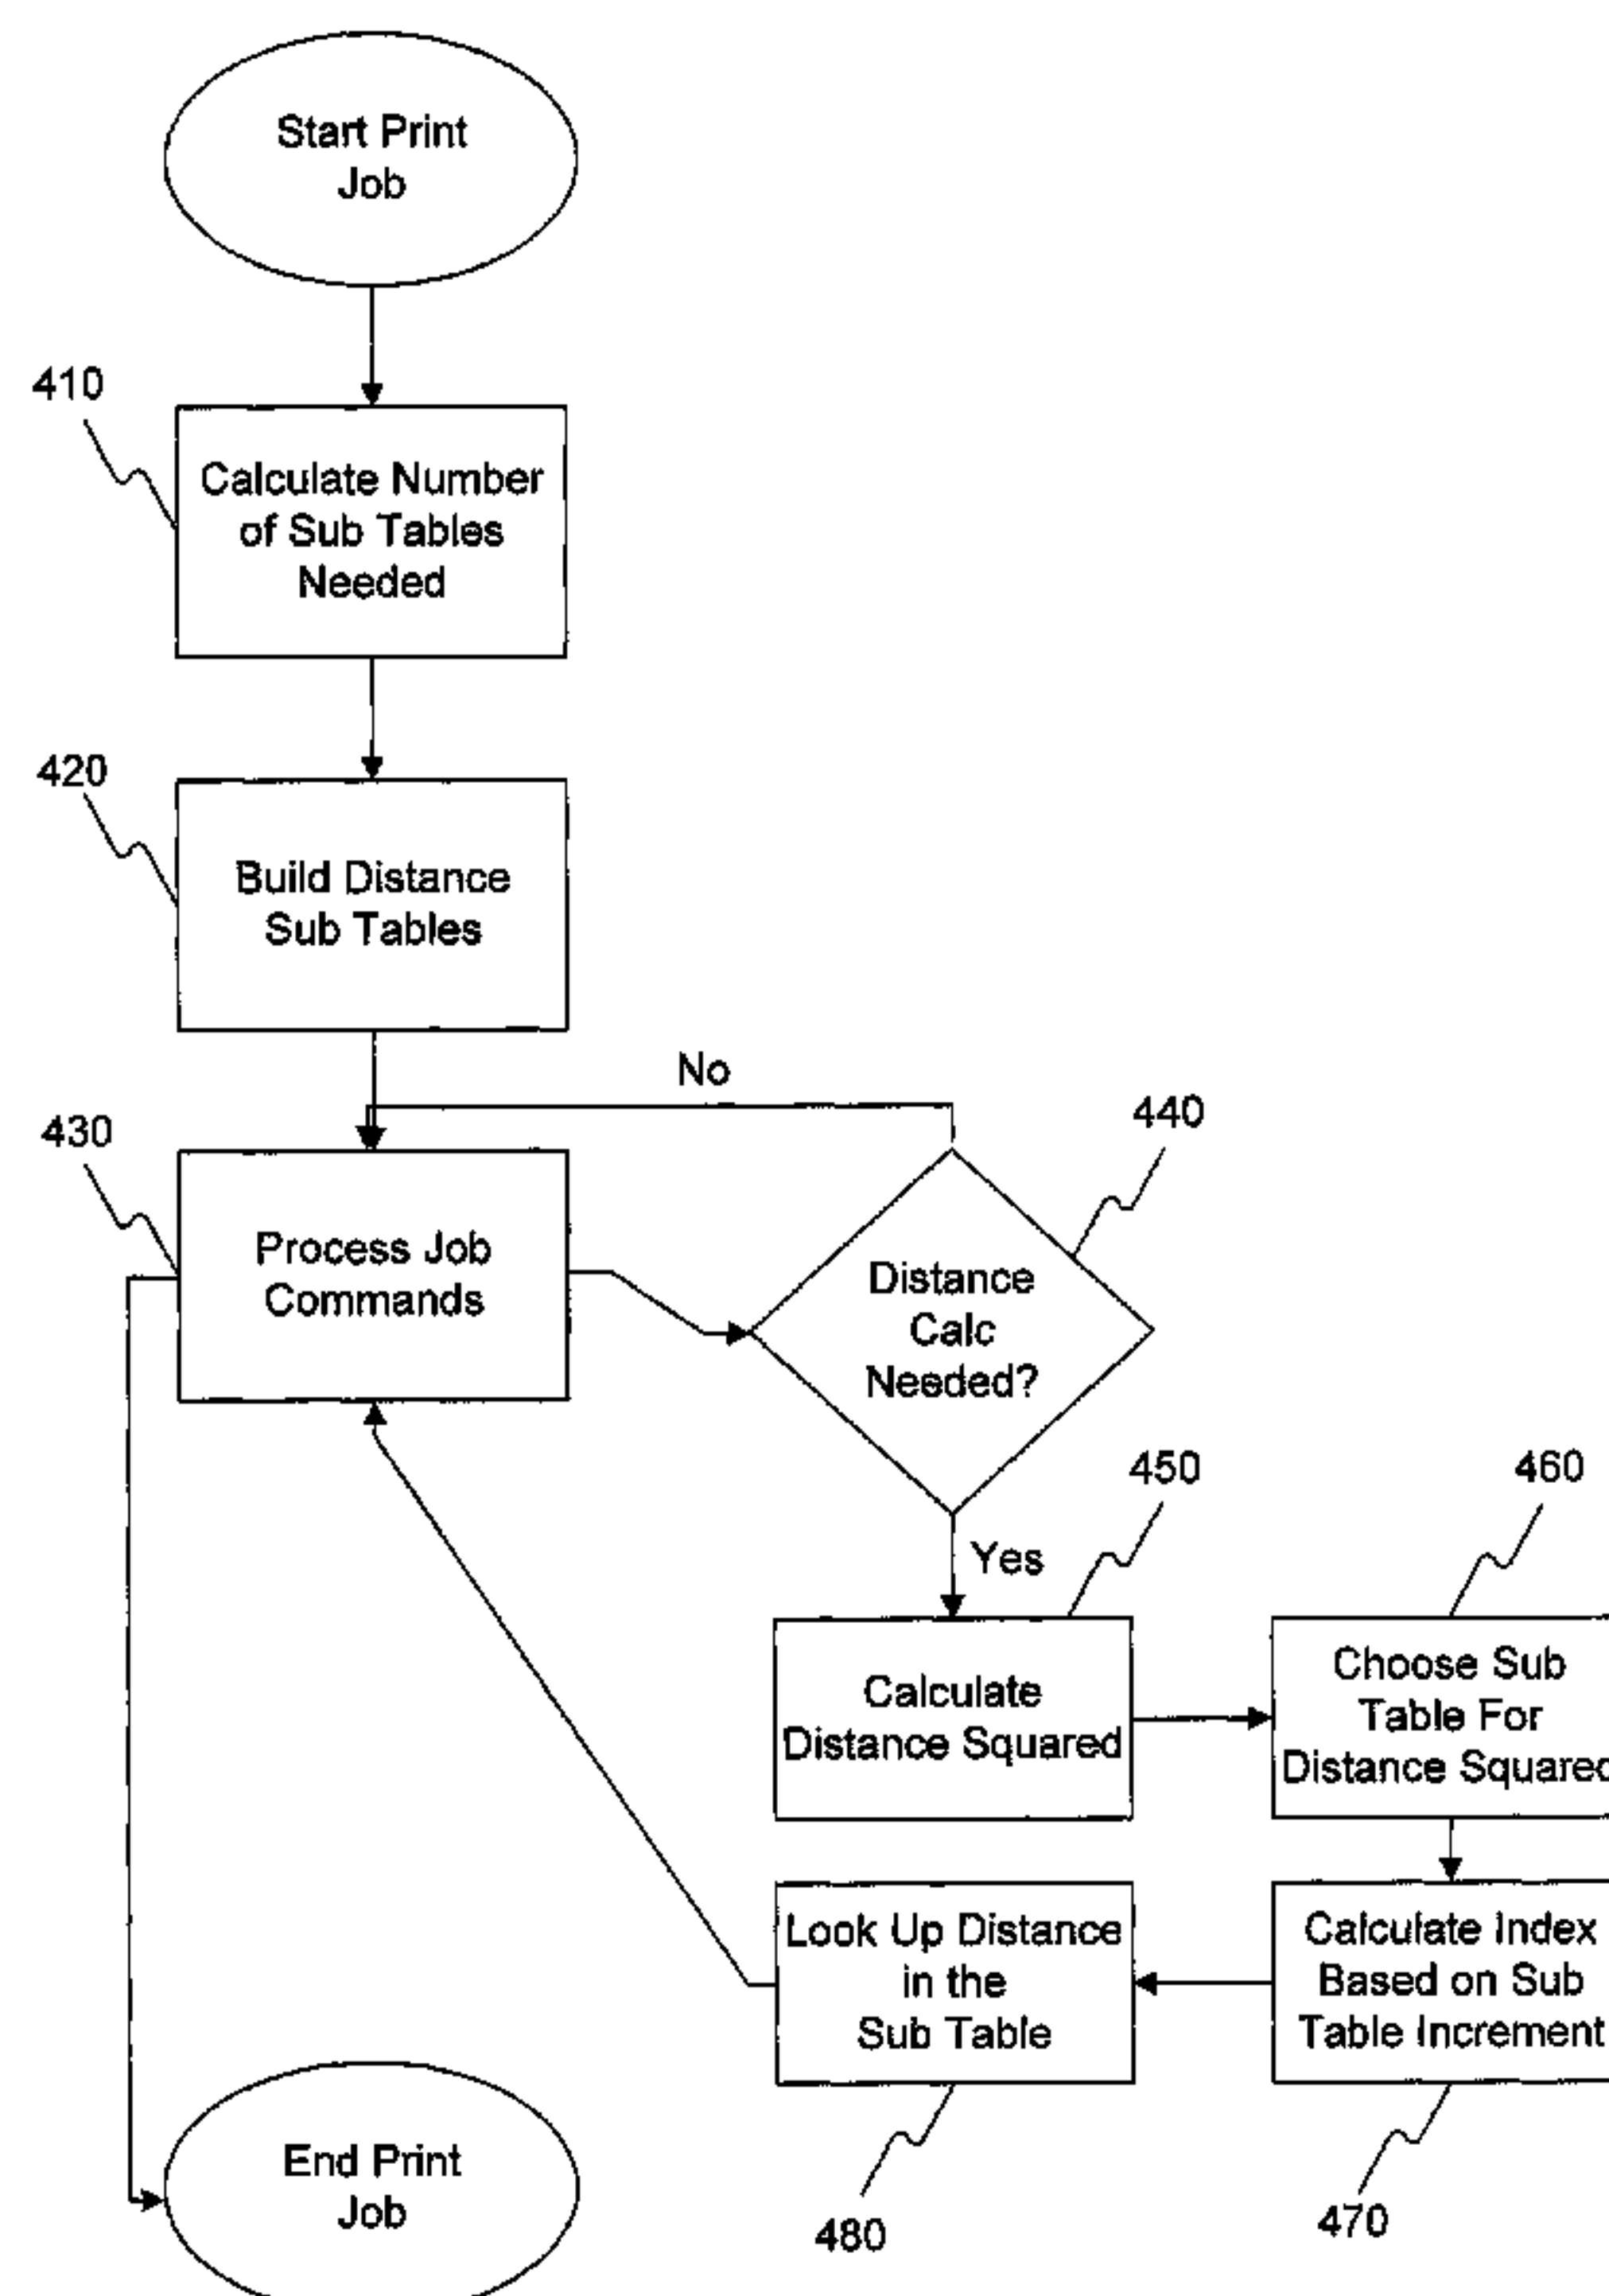 Start Print
Job
410
Calculate Number
of Sub Tables
Needed
420
Build Distance
Sub Tables
No
430
440
Process Job
Commands
Distance
Calc
Needed?
450
460
Yes
Calculate
Distance Squared
Choose Sub
Table For
Distance Squared
Look Up Distance
in the
Sub Table
Calculate Index
Based on Sub
Table Increment
480
470
End Print
Job